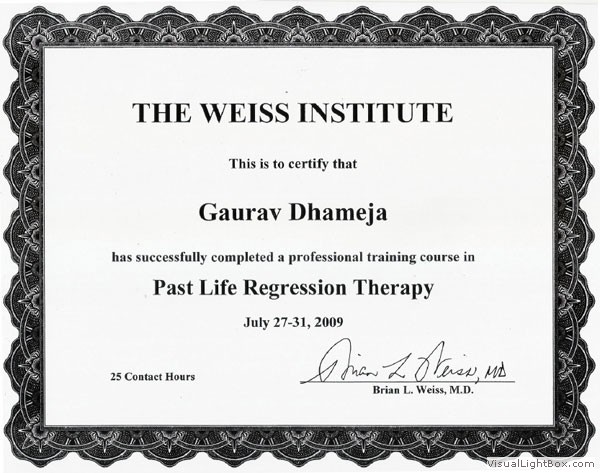 THE WEISS INSTITUTE
This is to certify that
Gaurav Dhameja
has successfully completed a professional training course in
Past Life Regression Therapy
July 27-31, 2009
25 Contact Hours
Brian L. Weiss, MD
Brian L. Weiss, M.D.
VisualLightBox.com